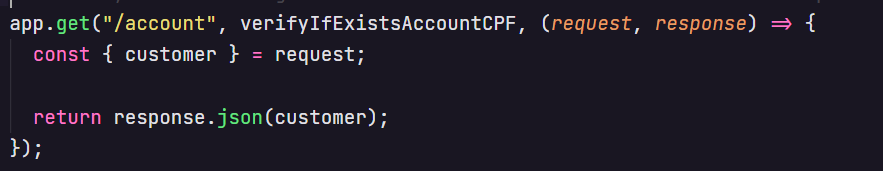 app.get("/account", verifyIfExistsAccountCPF, (request, response) => {
  const { customer } = request;

  return response.json(customer);
});